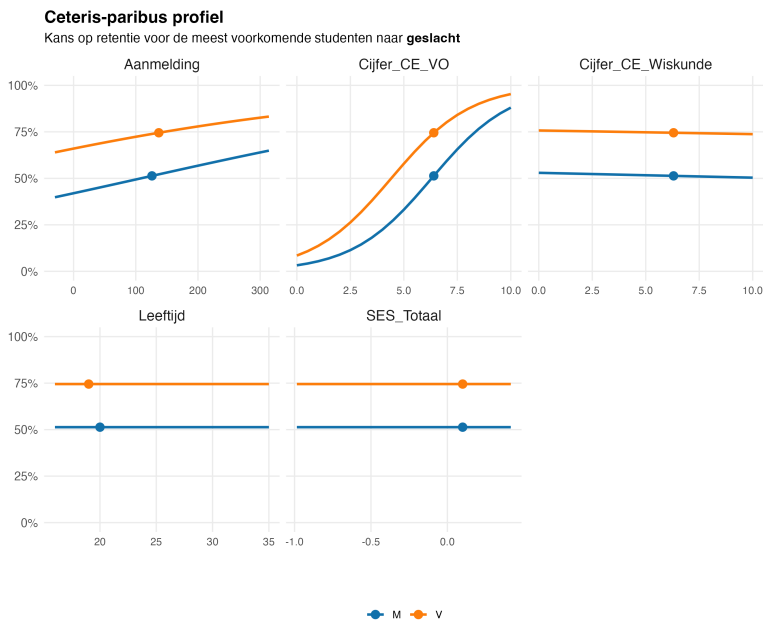 Ceteris-paribus profiel
Kans op retentie voor de meest voorkomende studenten naar geslacht
Aanmelding
Cijfer_CE_VO
Cijfer_CE_Wiskunde
100%
75%
50%
25%
0%
0 100 200 300
0.0 2.5 5.0 7.5 10.0
0.0 2.5 5.0 7.5 10.0
Leeftijd
SES_Totaal
100%
75%
50%
25%
0%
20 25 30 35
-1.0 -0.5 0.0
M V